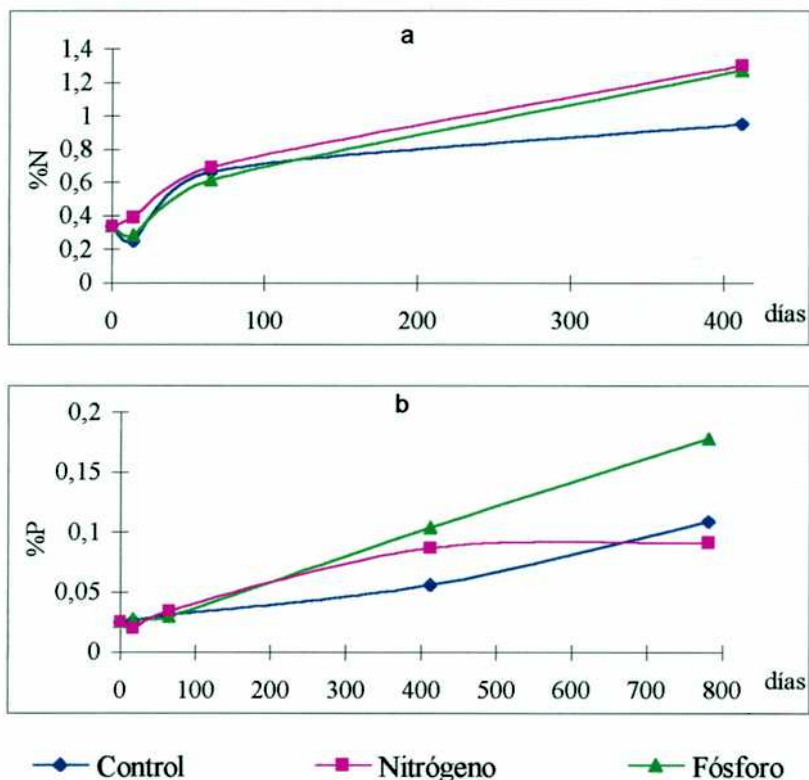 a
1,4
1,2
1
0,8
0,6
0,4
0,2
0
%N
0 100 200 300 400 días
b
0,2
0,15
0,1
0,05
0
%P
0 100 200 300 400 500 600 700 800 días
Control Nitrógeno Fósforo